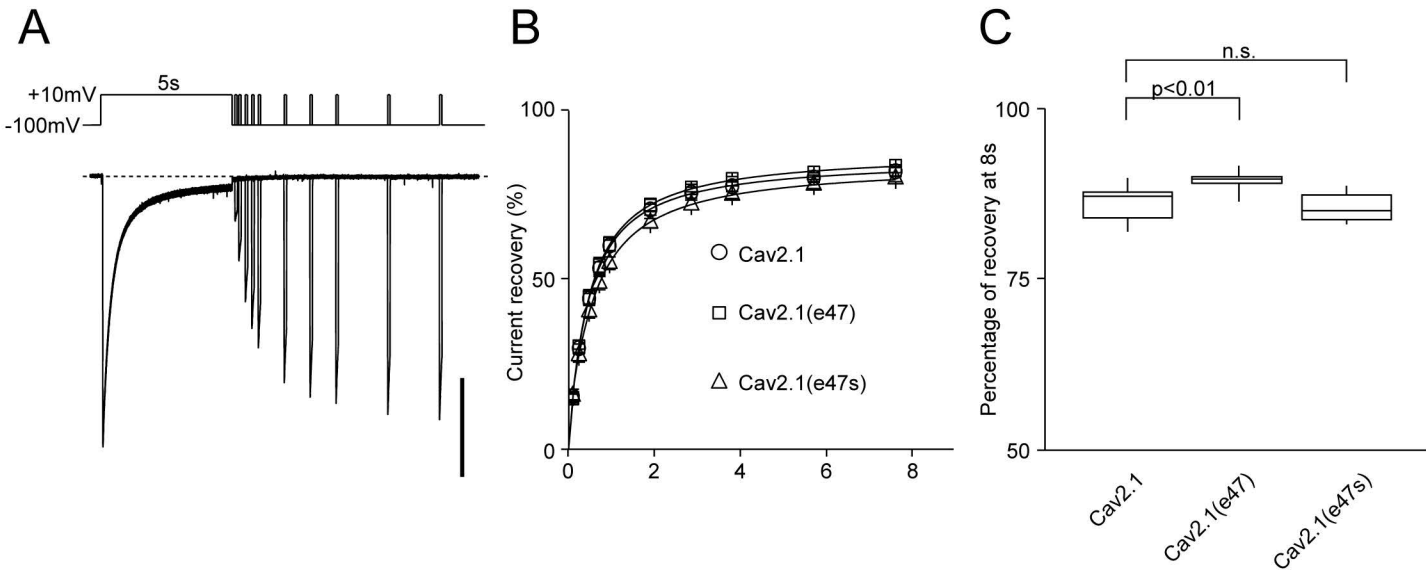 A
+10mV
5s
-100mV
B
Current recovery (%)
100
50
0
0
2
4
6
8
Cav2.1
Cav2.1(e47)
Cav2.1(e47s)
C
Percentage of recovery at 8s
100
75
50
n.s.
p<0.01
Cav2.1
Cav2.1(e47)
Cav2.1(e47s)